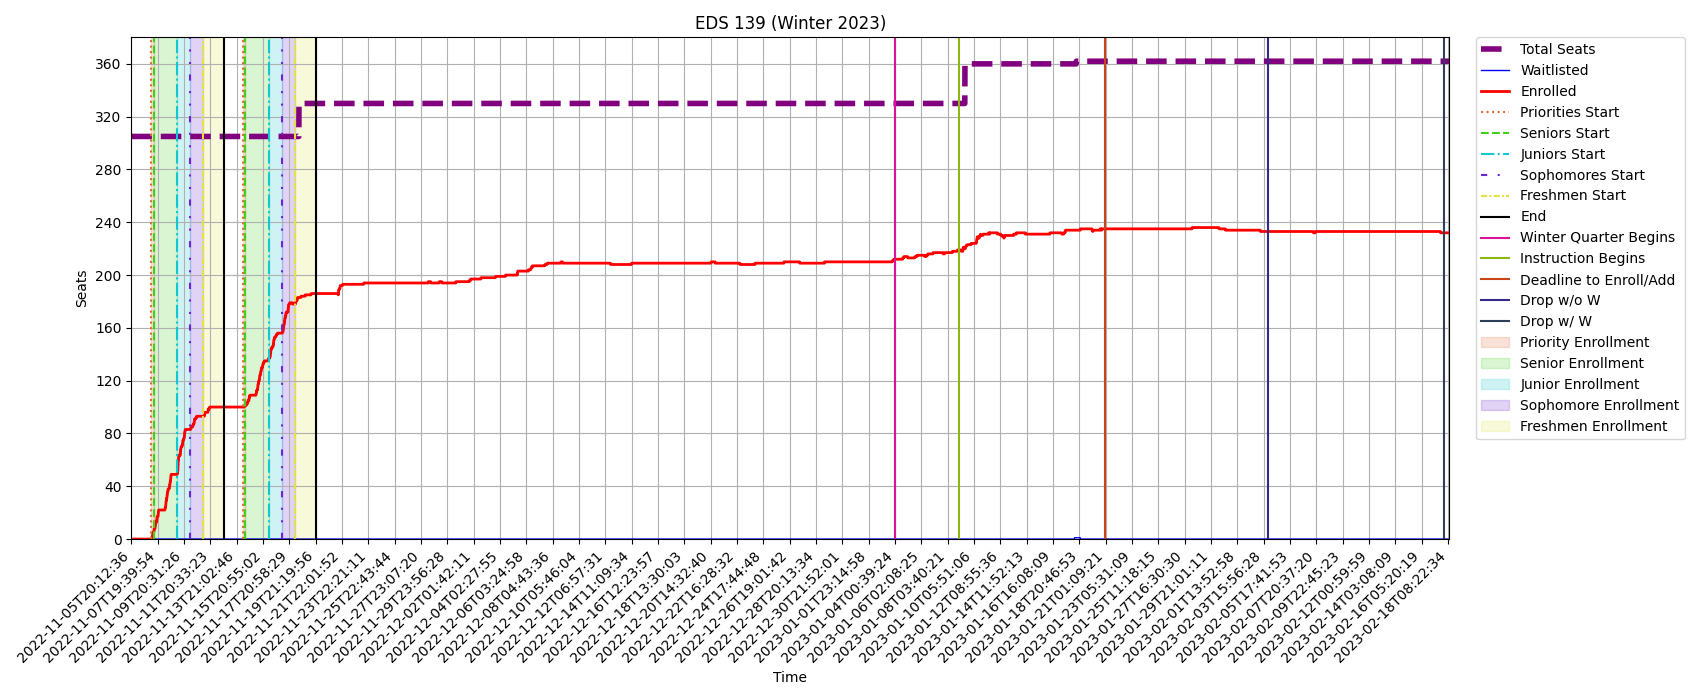 EDS 139 (Winter 2023)
Seats
360
320
280
240
200
160
120
80
40
0
2022-11-05T20:12:36
2022-11-07T19:39:54
2022-11-09T20:31:26
2022-11-11T20:33:23
2022-11-13T21:02:46
2022-11-15T20:55:02
2022-11-17T20:58:29
2022-11-19T21:19:56
2022-11-21T22:01:52
2022-11-23T22:21:11
2022-11-25T22:43:44
2022-11-27T23:07:20
2022-11-29T23:56:28
2022-12-02T01:42:11
2022-12-04T02:27:55
2022-12-06T03:24:58
2022-12-08T04:43:36
2022-12-10T05:46:04
2022-12-12T06:57:31
2022-12-14T11:09:34
2022-12-16T12:23:57
2022-12-18T13:30:03
2022-12-20T14:32:40
2022-12-22T16:28:32
2022-12-24T17:44:48
2022-12-26T19:01:42
2022-12-28T20:13:34
2022-12-30T21:52:01
2023-01-01T23:14:58
2023-01-04T00:39:24
2023-01-06T02:08:25
2023-01-08T03:40:21
2023-01-10T05:51:06
2023-01-12T08:55:36
2023-01-14T11:52:13
2023-01-16T16:08:09
2023-01-18T20:46:53
2023-01-21T01:09:21
2023-01-23T05:31:09
2023-01-25T11:18:15
2023-01-27T16:30:30
2023-01-29T21:01:11
2023-02-01T13:52:58
2023-02-03T15:56:28
2023-02-05T17:41:53
2023-02-07T20:37:20
2023-02-09T22:45:23
2023-02-12T00:59:59
2023-02-14T03:08:09
2023-02-16T05:20:19
2023-02-18T08:22:34
Time
Total Seats
Waitlisted
Enrolled
Priorities Start
Seniors Start
Juniors Start
Sophomores Start
Freshmen Start
End
Winter Quarter Begins
Instruction Begins
Deadline to Enroll/Add
Drop w/o W
Drop w/ W
Priority Enrollment
Senior Enrollment
Junior Enrollment
Sophomore Enrollment
Freshmen Enrollment